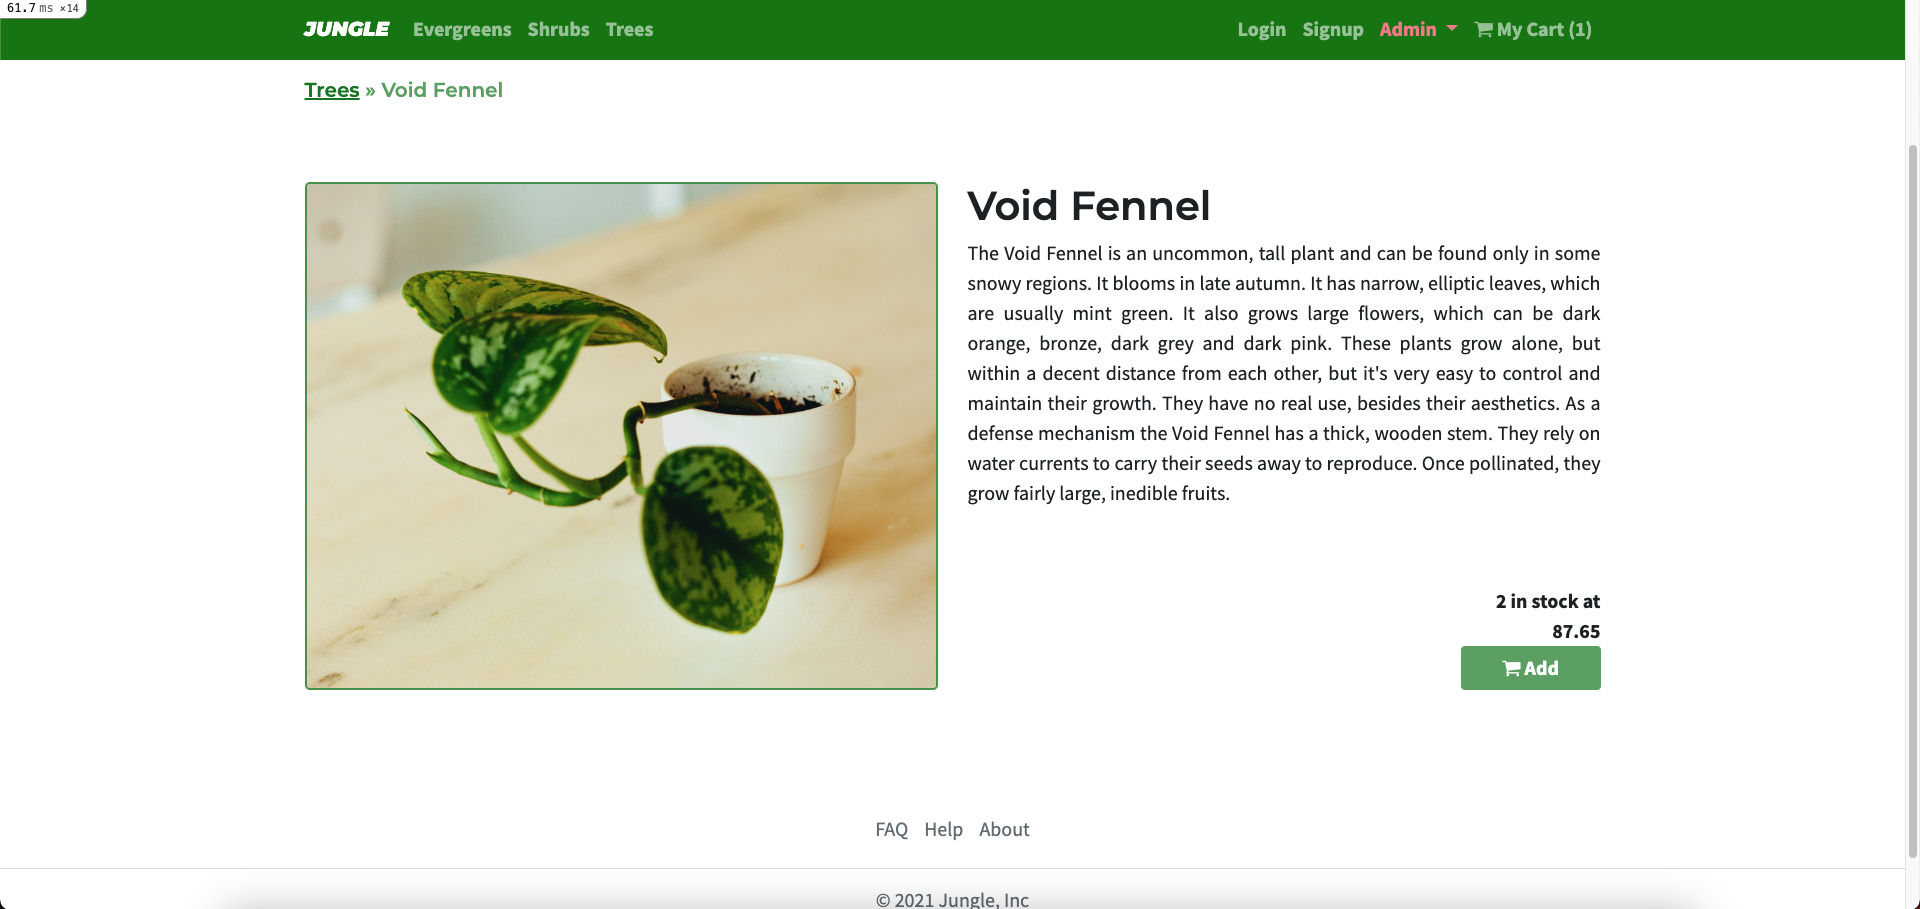 61.7 ms ×14
JUNGLE Evergreens Shrubs Trees Login Signup Admin My Cart (1)
Trees » Void Fennel
Void Fennel
The Void Fennel is an uncommon, tall plant and can be found only in some
snowy regions. It blooms in late autumn. It has narrow, elliptic leaves, which
are usually mint green. It also grows large flowers, which can be dark
orange, bronze, dark grey and dark pink. These plants grow alone, but
within a decent distance from each other, but it's very easy to control and
maintain their growth. They have no real use, besides their aesthetics. As a
defense mechanism the Void Fennel has a thick, wooden stem. They rely on
water currents to carry their seeds away to reproduce. Once pollinated, they
grow fairly large, inedible fruits.
2 in stock at
87.65
Add
FAQ Help About
© 2021 Jungle, Inc